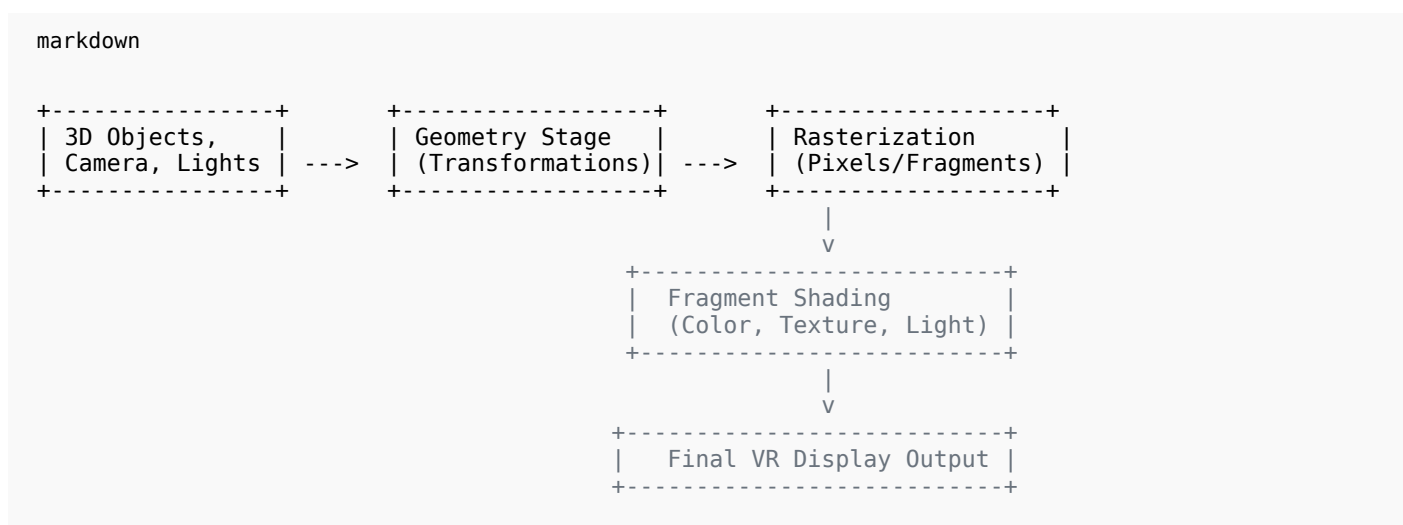 markdown
+----------------+       +-------------------+       +-------------------+
| 3D Objects,    |       | Geometry Stage    |       | Rasterization      |
| Camera, Lights | --->  | (Transformations)| --->  | (Pixels/Fragments) |
+----------------+       +-------------------+       +-------------------+
                                                         |
                                                         v
                                          +---------------------------+
                                          |  Fragment Shading        |
                                          |  (Color, Texture, Light) |
                                          +---------------------------+
                                                         |
                                                         v
                                         +----------------------------+
                                         |   Final VR Display Output |
                                         +----------------------------+